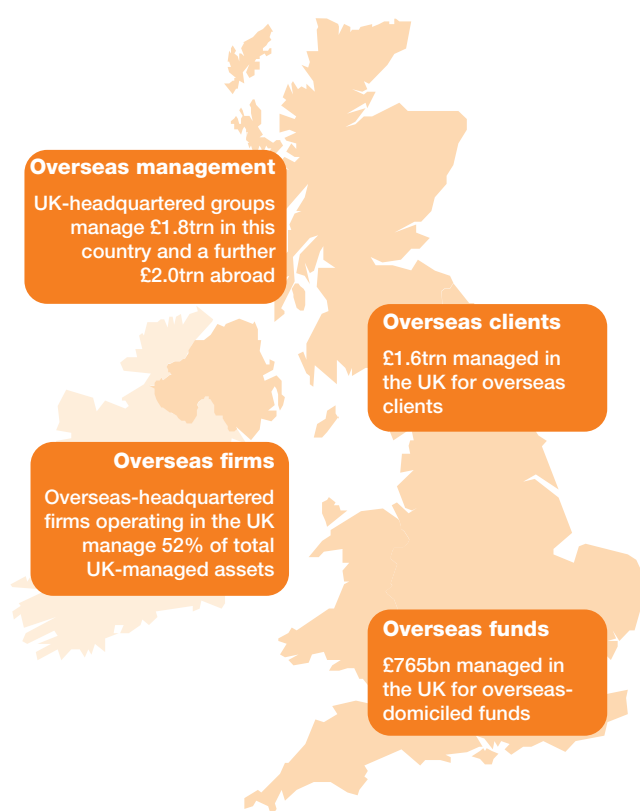 Overseas management
UK-headquartered groups
manage £1.8trn in this
country and a further
£2.0trn abroad
Overseas clients
£1.6trn managed in
the UK for overseas
clients
Overseas firms
Overseas-headquartered
firms operating in the UK
manage 52% of total
UK-managed assets
Overseas funds
£765bn managed in
the UK for overseas-
domiciled funds